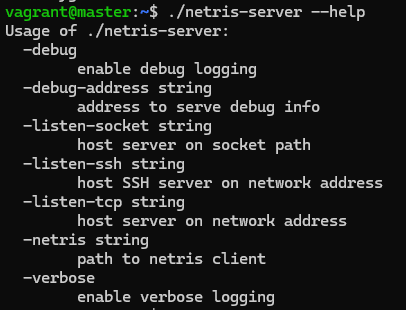 vagrant@master:~$ ./netris-server --help
Usage of ./netris-server:
  -debug
        enable debug logging
  -debug-address string
        address to serve debug info
  -listen-socket string
        host server on socket path
  -listen-ssh string
        host SSH server on network address
  -listen-tcp string
        host server on network address
  -netris string
        path to netris client
  -verbose
        enable verbose logging